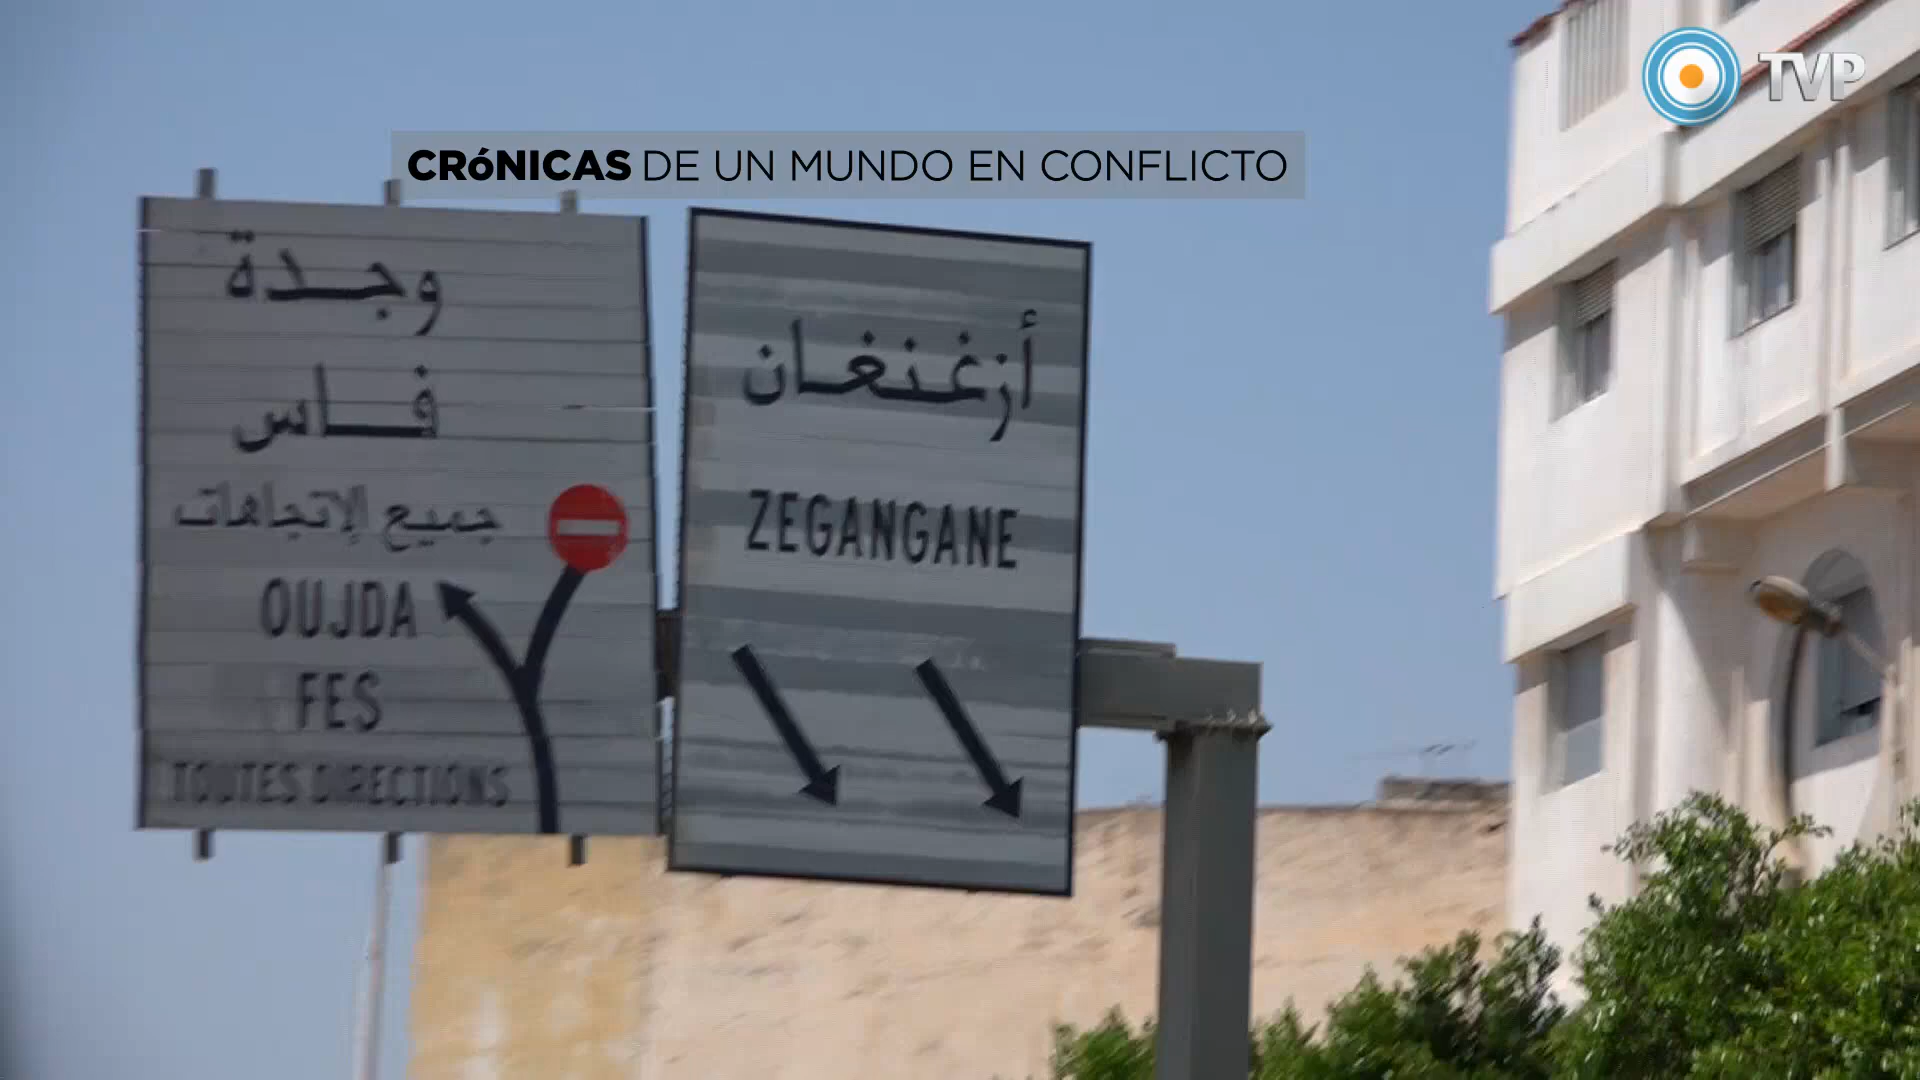 TVP
CRóNICAS DE UN MUNDO EN CONFLICTO
وجدة
فاس
جميع الإتجاهات
OUJDA
FES
TOUTES DIRECTIONS
أزغنغان
ZEGANGANE